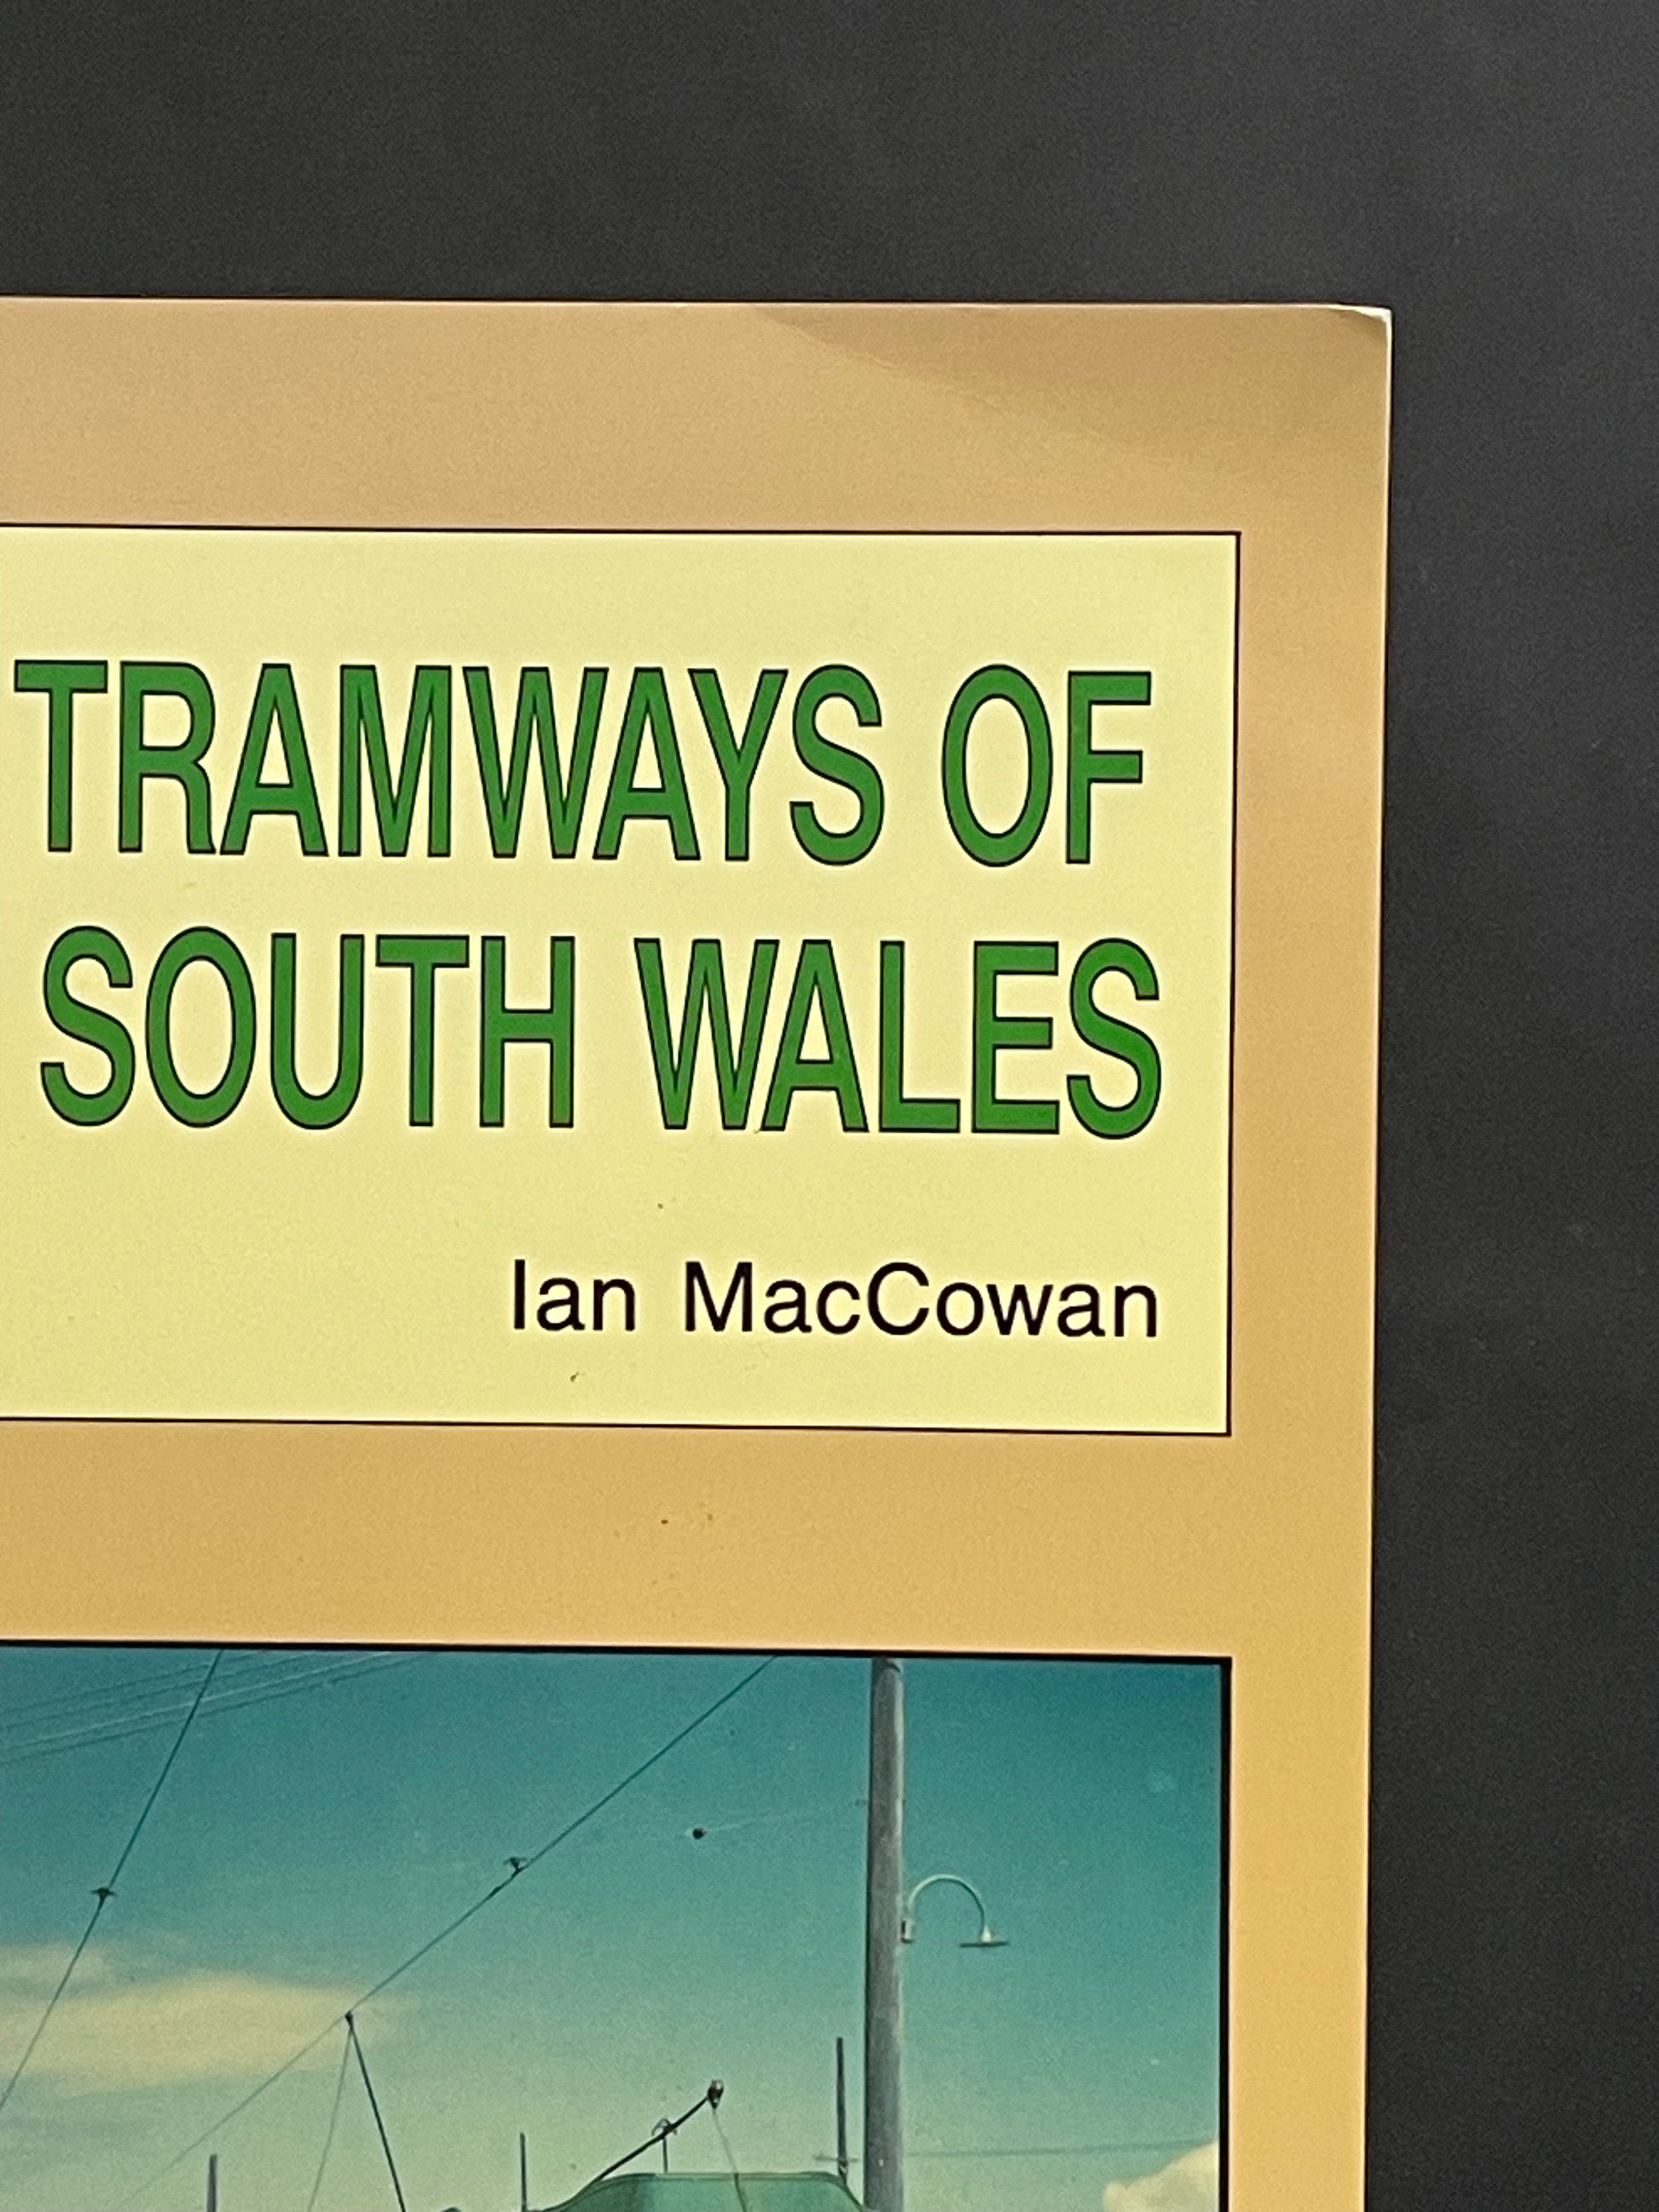 TRAMWAYS OF
SOUTH WALES
Ian MacCowan